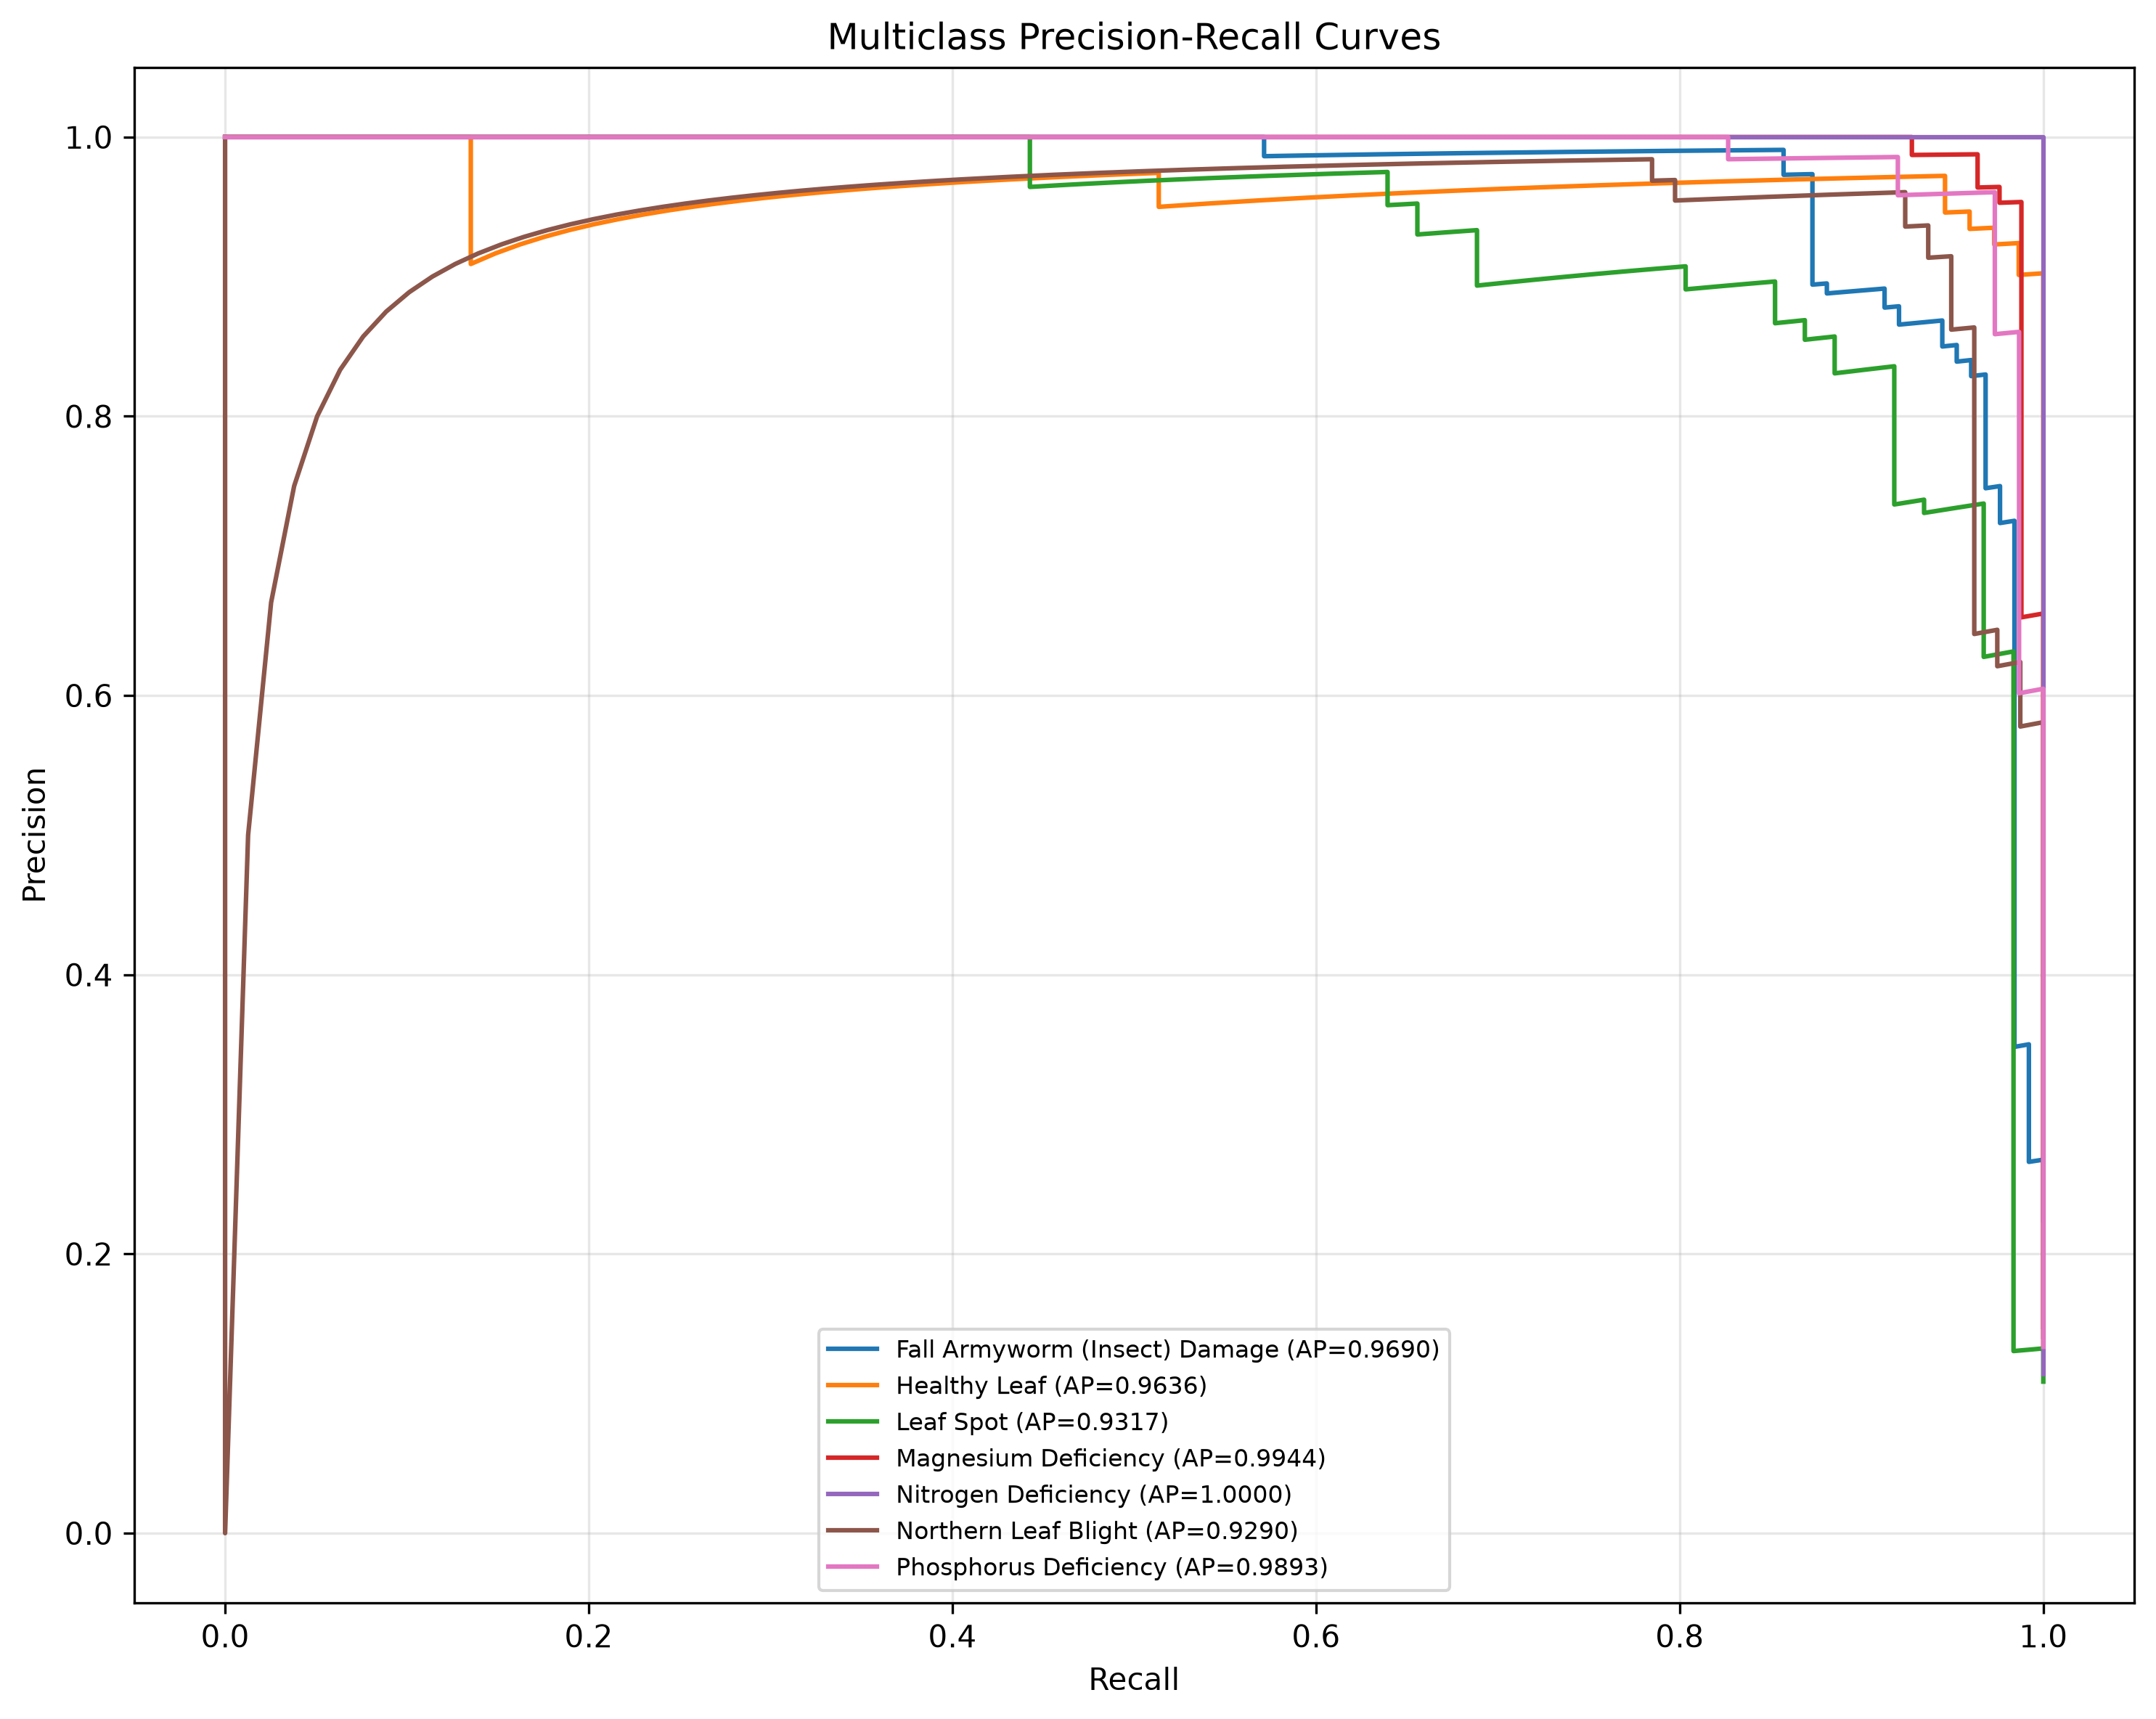 Multiclass Precision-Recall Curves
Precision
1.0
0.8
0.6
0.4
0.2
0.0
Fall Armyworm (Insect) Damage (AP=0.9690)
Healthy Leaf (AP=0.9636)
Leaf Spot (AP=0.9317)
Magnesium Deficiency (AP=0.9944)
Nitrogen Deficiency (AP=1.0000)
Northern Leaf Blight (AP=0.9290)
Phosphorus Deficiency (AP=0.9893)
0.0 0.2 0.4 0.6 0.8 1.0
Recall